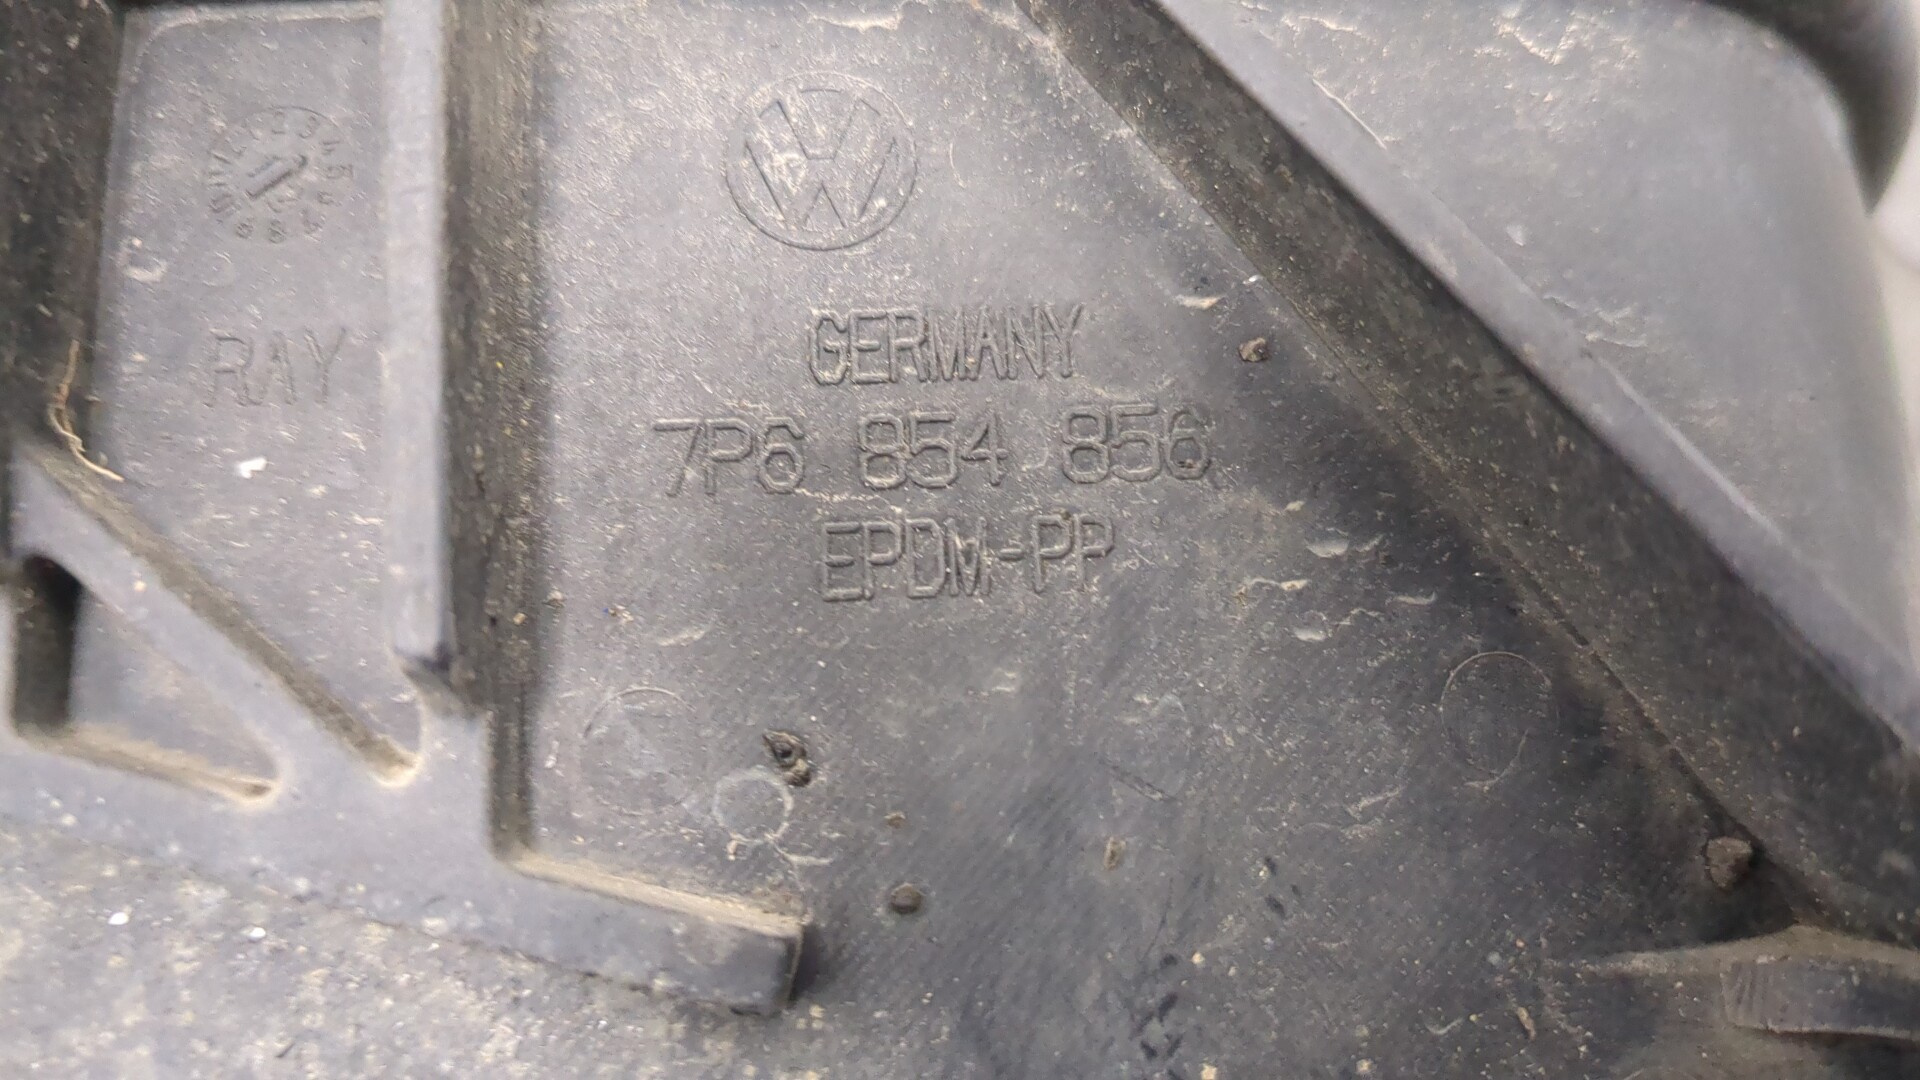 RAY
GERMANY
7P6 854 856
EPDM-PP